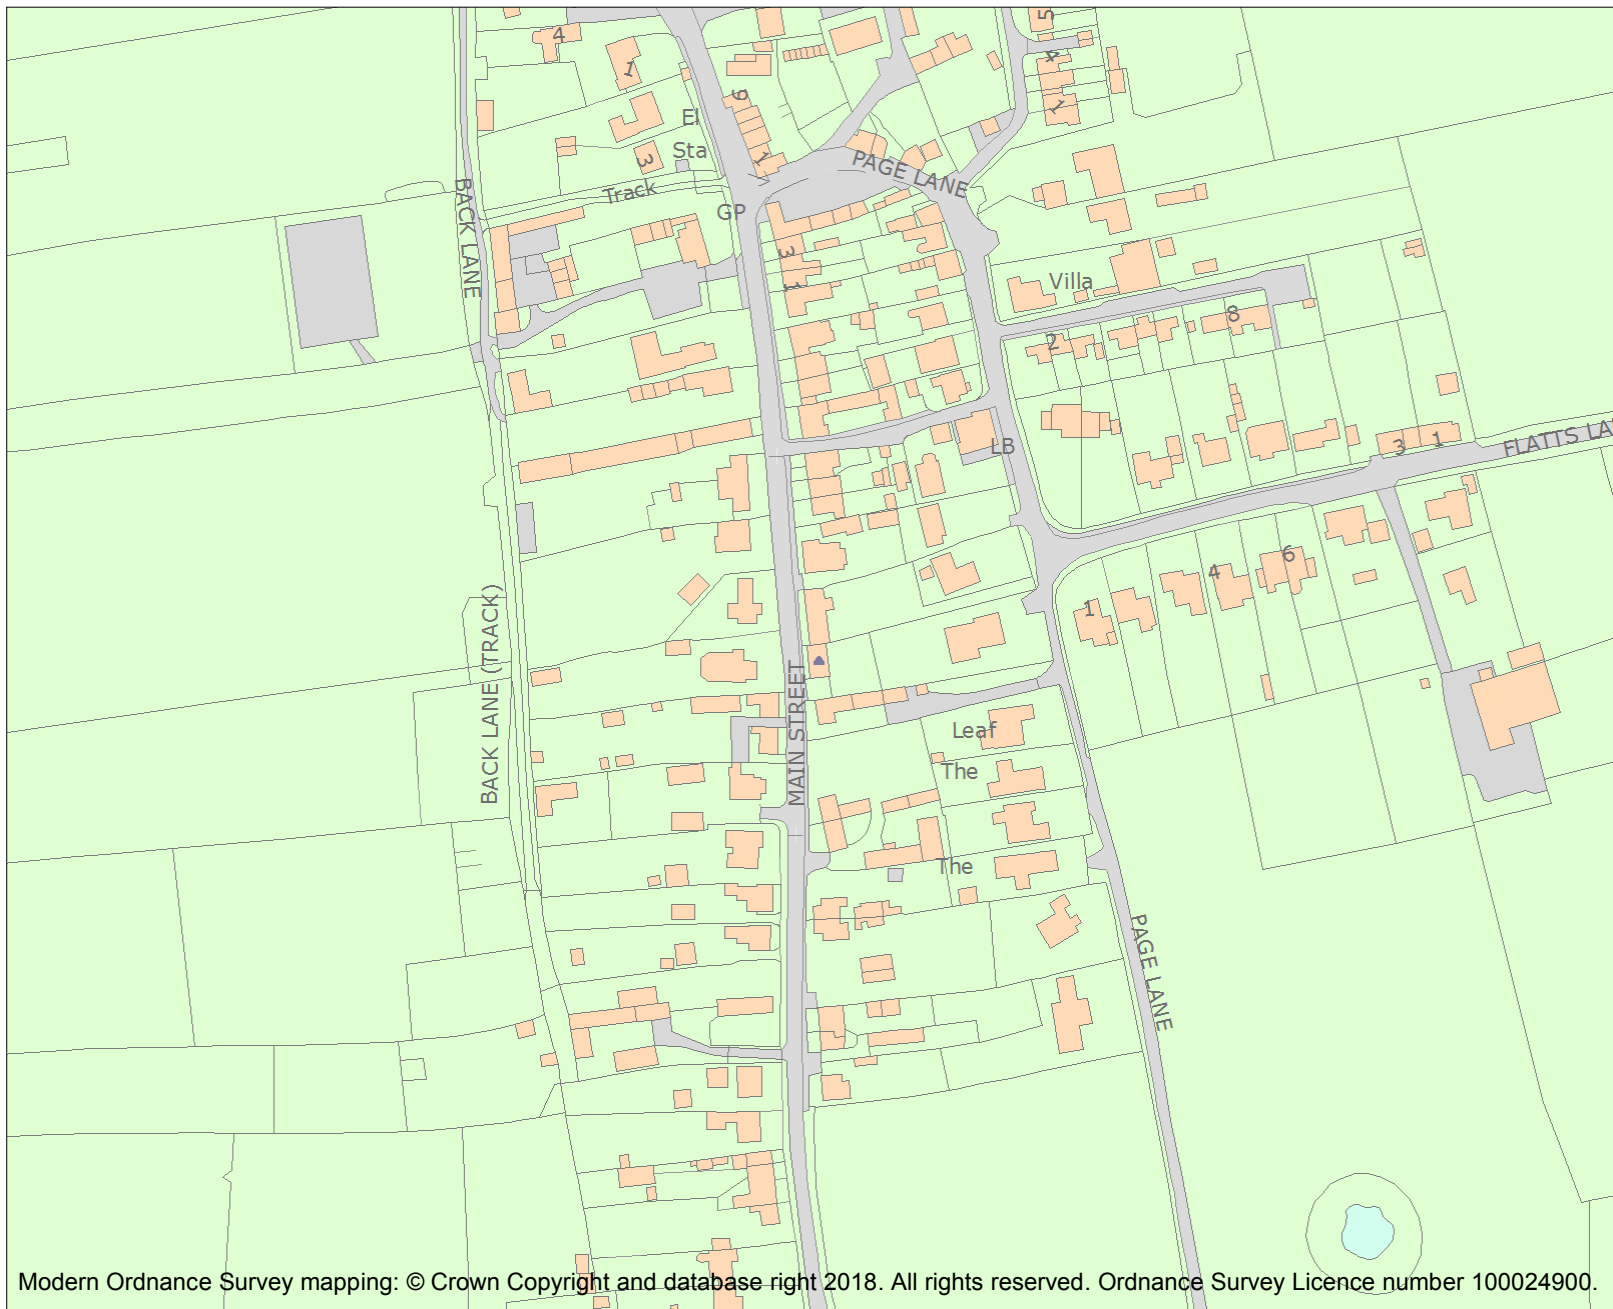 5
4
1
4
9
1
El
Sta
3
1
17
PAGE LANE
Track
BACK LANE
GP
3
1
Villa
8
2
LB
3
1
FLATTS LA
4
6
1
BACK LANE (TRACK)
MAIN STREET
Leaf
The
The
PAGE LANE
Modern Ordnance Survey mapping: © Crown Copyright and database right 2018. All rights reserved. Ordnance Survey Licence number 100024900.